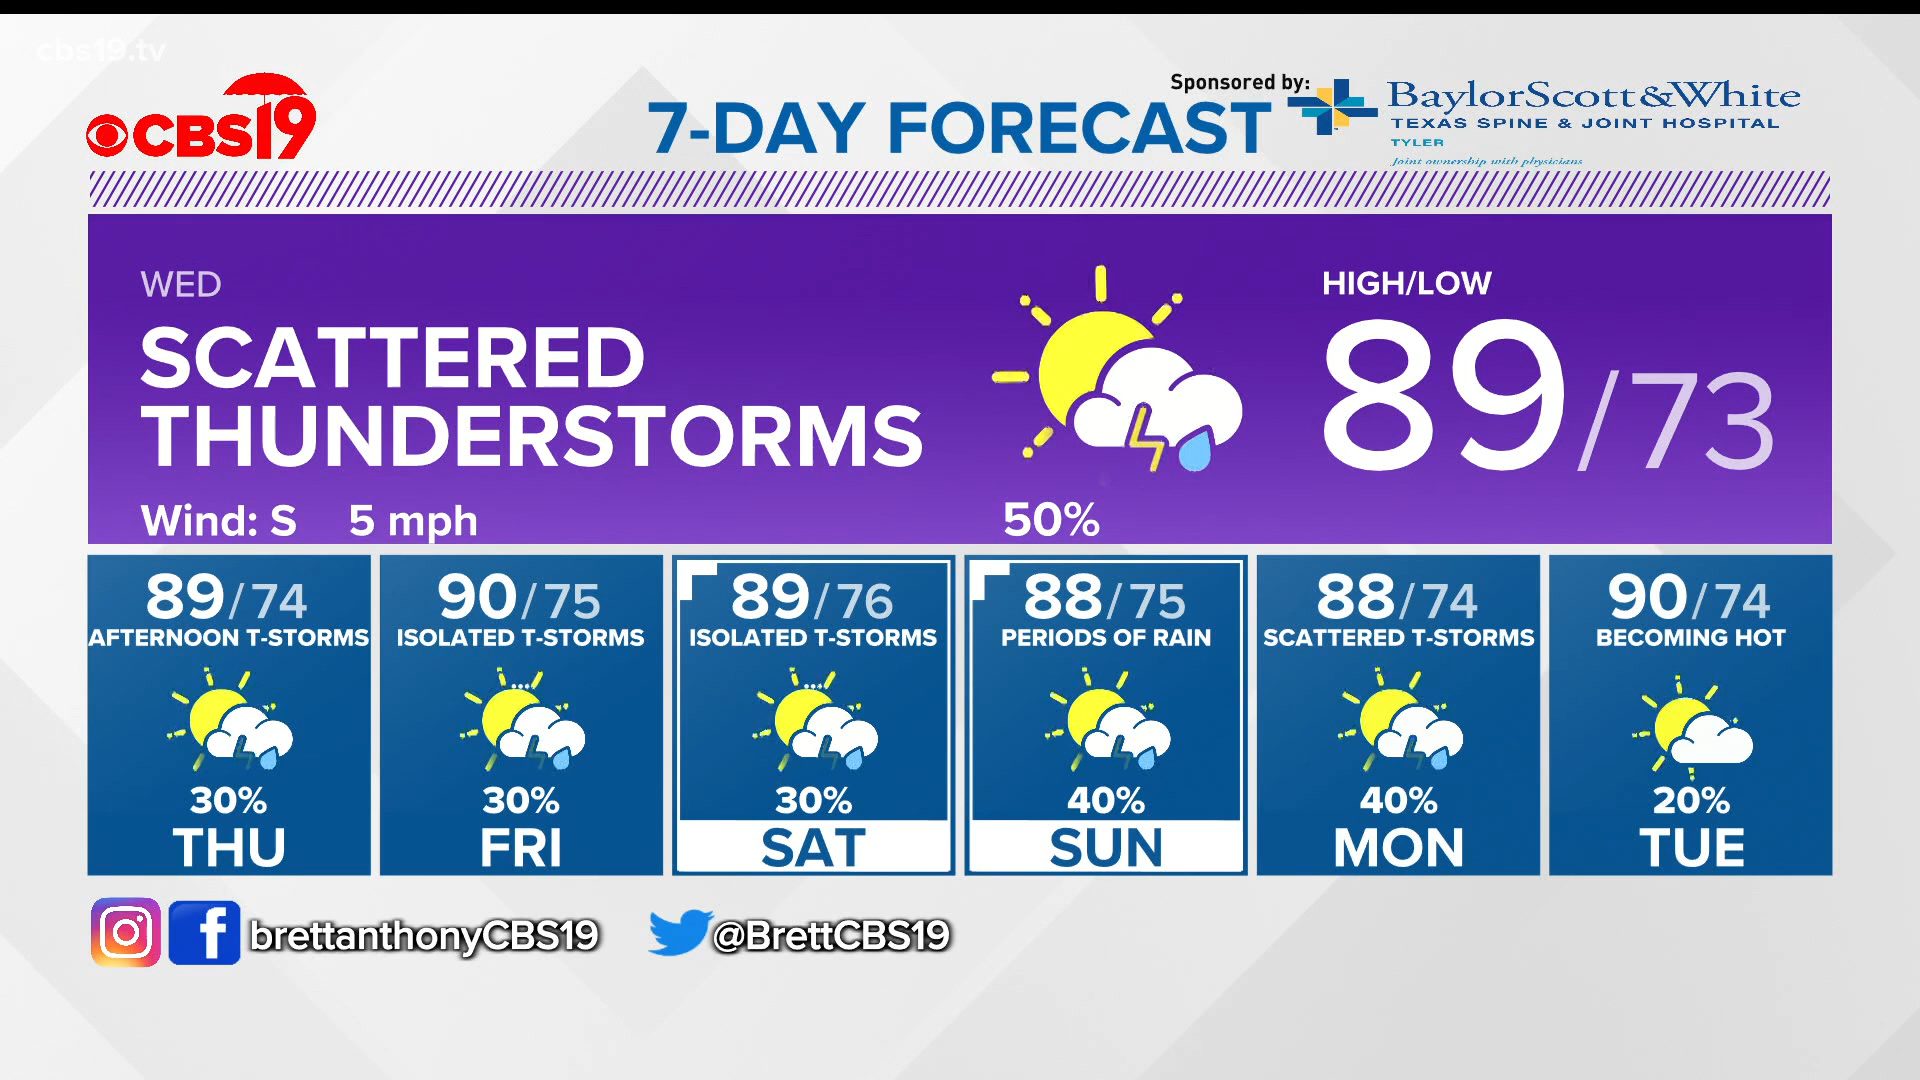 cbs19.tv
CBS19
7-DAY FORECAST
Sponsored by:
BaylorScott&White
TEXAS SPINE & JOINT HOSPITAL
TYLER
Joint ownership with physicians
WED
SCATTERED
THUNDERSTORMS
Wind: S 5 mph
50%
HIGH/LOW
89/73
89/74
AFTERNOON T-STORMS
30%
THU
90/75
ISOLATED T-STORMS
30%
FRI
89/76
ISOLATED T-STORMS
30%
SAT
88/75
PERIODS OF RAIN
40%
SUN
88/74
SCATTERED T-STORMS
40%
MON
90/74
BECOMING HOT
20%
TUE
brettanthonyCBS19
@BrettCBS19